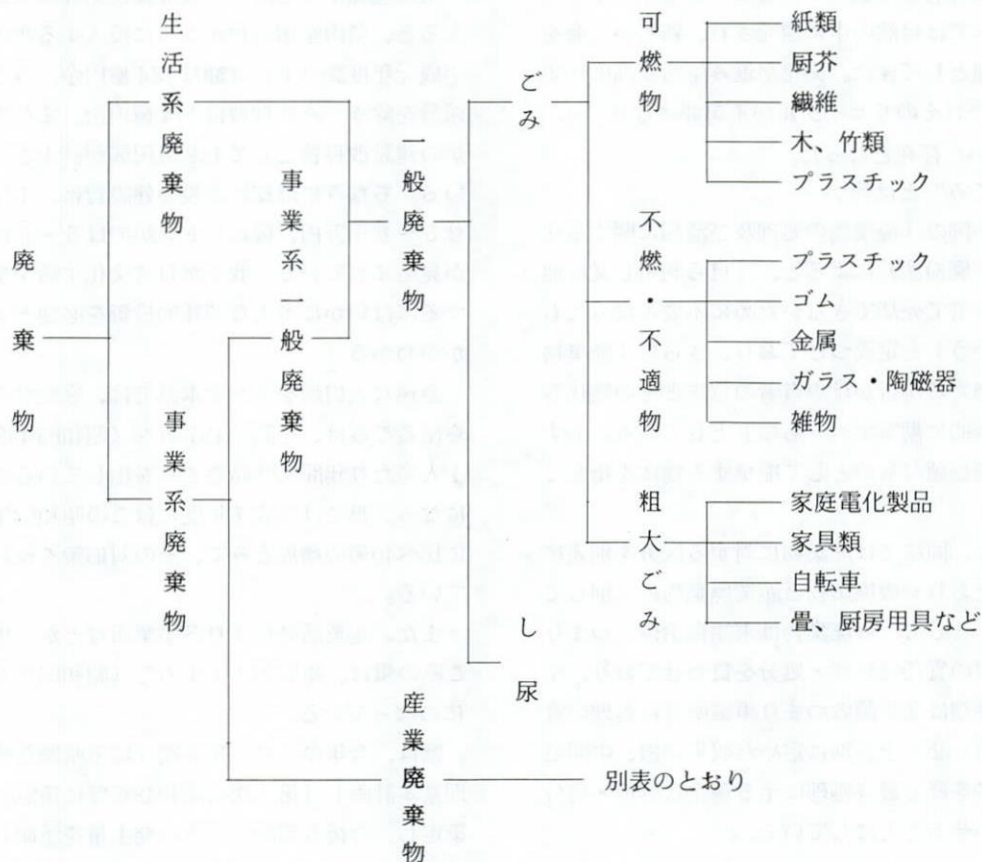 廃棄物
生活系廃棄物
事業系廃棄物
事業系一般廃棄物
一般廃棄物
産業廃棄物
ごみ
し尿
可燃物
紙類
厨芥
繊維
木、竹類
プラスチック
不燃・不適物
プラスチック
ゴム
金属
ガラス・陶磁器
雑物
粗大ごみ
家庭電化製品
家具類
自転車
畳、厨房用具など
別表のとおり